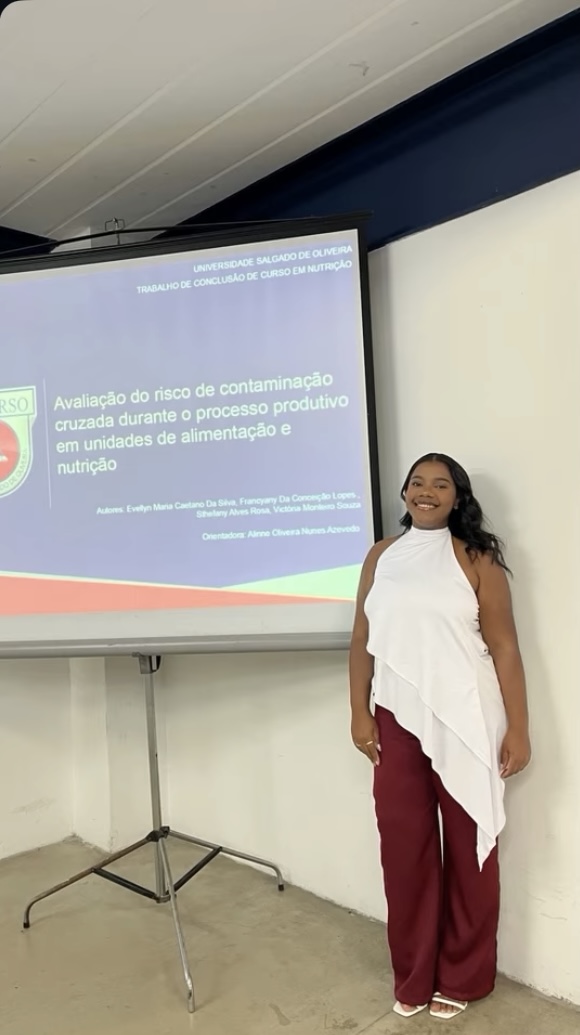 UNIVERSIDADE SALGADO DE OLIVEIRA
TRABALHO DE CONCLUSÃO DE CURSO EM NUTRIÇÃO
RSO
Avaliação do risco de contaminação
cruzada durante o processo produtivo
em unidades de alimentação e
nutrição
Autores: Evellyn Maria Caetano Da Silva, Francyany Da Conceição Lopes,
Sthefany Alves Rosa, Victória Monteiro Souza
Orientadora: Alinne Oliveira Nunes Azevedo